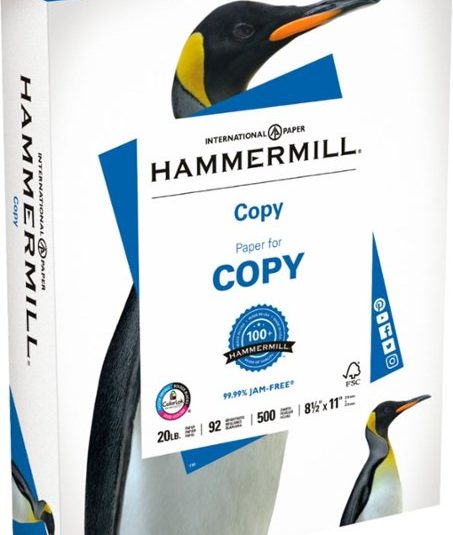 INTERNATIONAL PAPER
HAMMERMILL®
Copy
Paper for
COPY
100+
HAMMERMILL
99.99% JAM-FREE®
FSC
ColorLok
20LB.
92
500
8½" x 11"
HAMMERMILL®
INTERNATIONAL PAPER
Copy